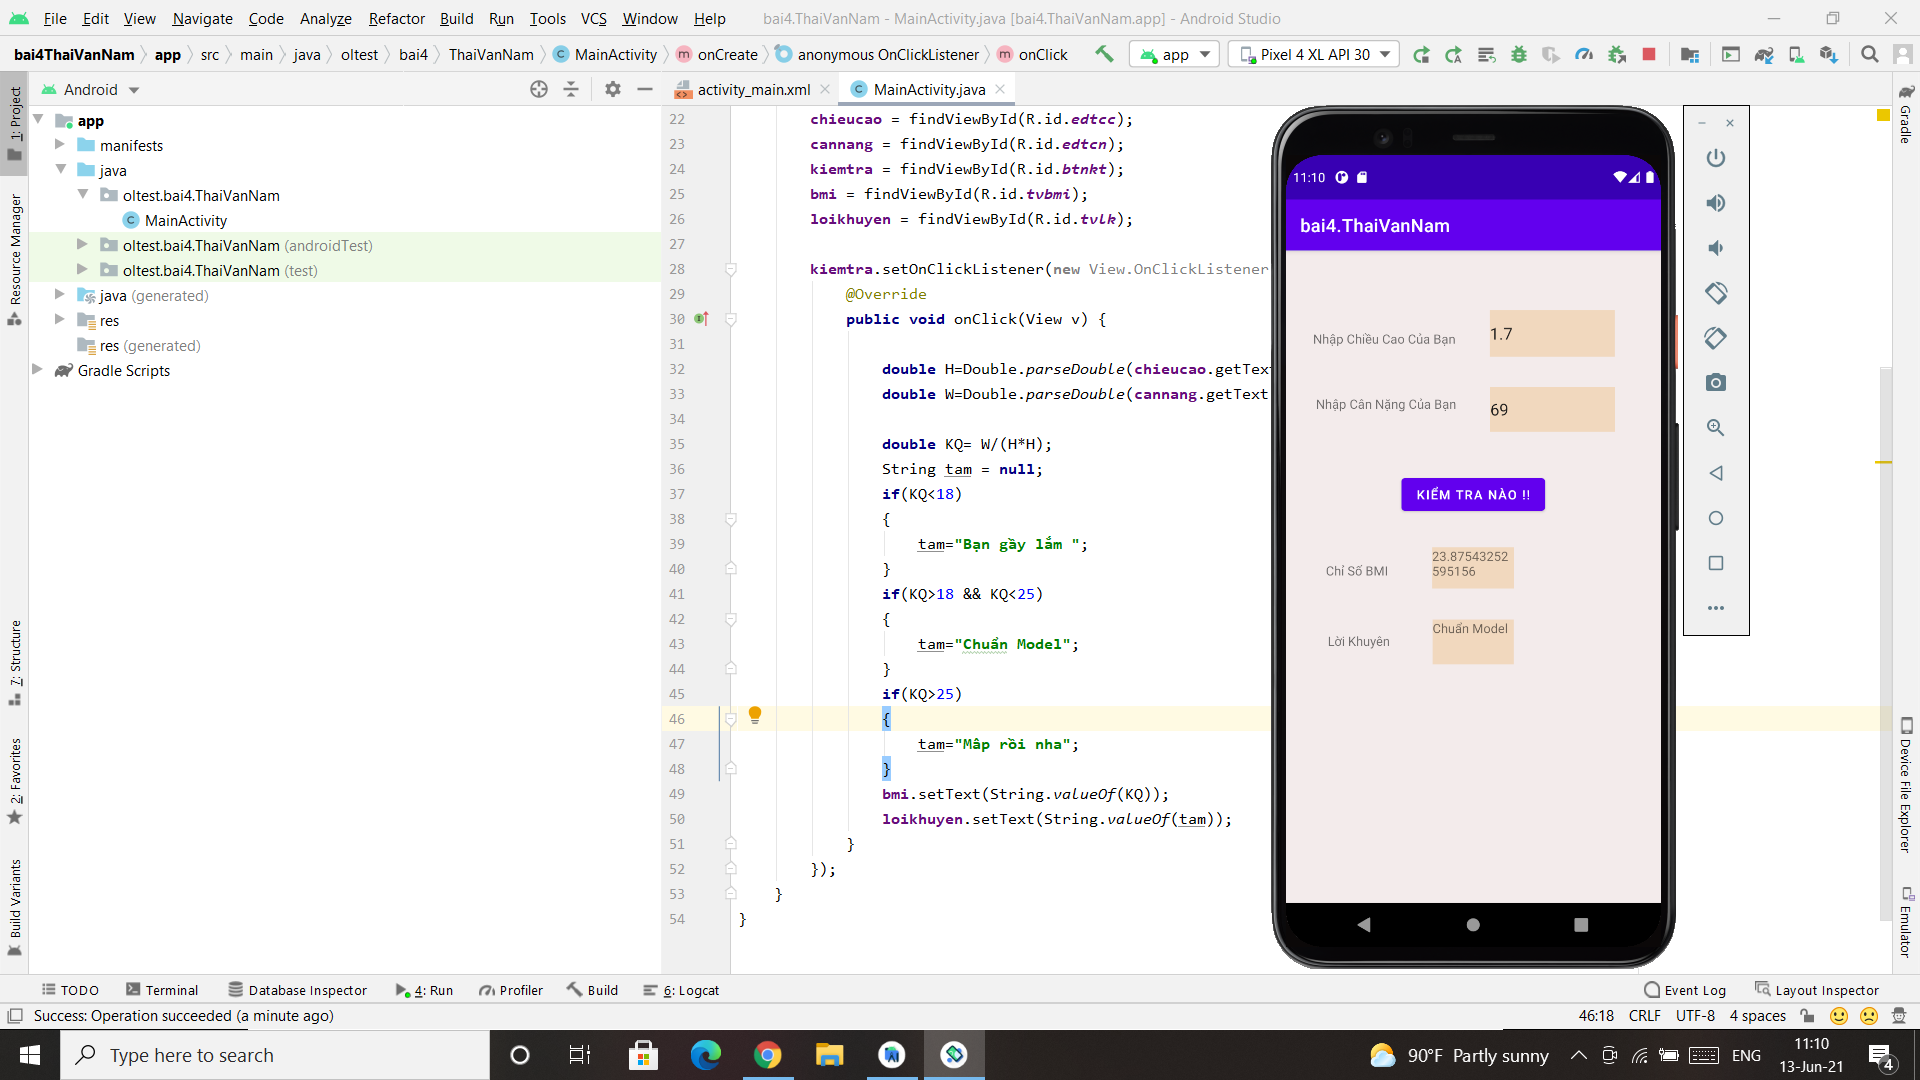 File Edit View Navigate Code Analyze Refactor Build Run Tools VCS Window Help bai4.ThaiVanNam - MainActivity.java [bai4.ThaiVanNam.app] - Android Studio
bai4ThaiVanNam app src main java oltest bai4 ThaiVanNam MainActivity onCreate anonymous OnClickListener onClick app Pixel 4 XL API 30
Android
activity_main.xml MainActivity.java
1: Project
Resource Manager
7: Structure
2: Favorites
Build Variants
app
manifests
java
oltest.bai4.ThaiVanNam
MainActivity
oltest.bai4.ThaiVanNam (androidTest)
oltest.bai4.ThaiVanNam (test)
java (generated)
res
res (generated)
Gradle Scripts
22 chieucao = findViewById(R.id.edtcc);
23 cannang = findViewById(R.id.edtcn);
24 kiemtra = findViewById(R.id.btnkt);
25 bmi = findViewById(R.id.tvbmi);
26 loikhuyen = findViewById(R.id.tvlk);
27
28 kiemtra.setOnClickListener(new View.OnClickListener
29 @Override
30 public void onClick(View v) {
31
32 double H=Double.parseDouble(chieucao.getText
33 double W=Double.parseDouble(cannang.getText
34
35 double KQ= W/(H*H);
36 String tam = null;
37 if(KQ<18)
38 {
39 tam="Bạn gầy lắm ";
40 }
41 if(KQ>18 && KQ<25)
42 {
43 tam="Chuẩn Model";
44 }
45 if(KQ>25)
46 {
47 tam="Mâp rồi nha";
48 }
49 bmi.setText(String.valueOf(KQ));
50 loikhuyen.setText(String.valueOf(tam));
51 }
52 });
53 }
54 }
11:10
bai4.ThaiVanNam
Nhập Chiều Cao Của Bạn 1.7
Nhập Cân Nặng Của Bạn 69
KIỂM TRA NÀO !!
Chỉ Số BMI 23.87543252
595156
Lời Khuyên Chuẩn Model
Gradle
Device File Explorer
Emulator
TODO Terminal Database Inspector 4: Run Profiler Build 6: Logcat Event Log Layout Inspector
Success: Operation succeeded (a minute ago) 46:18 CRLF UTF-8 4 spaces
Type here to search 90°F Partly sunny ENG 11:10
13-Jun-21 4